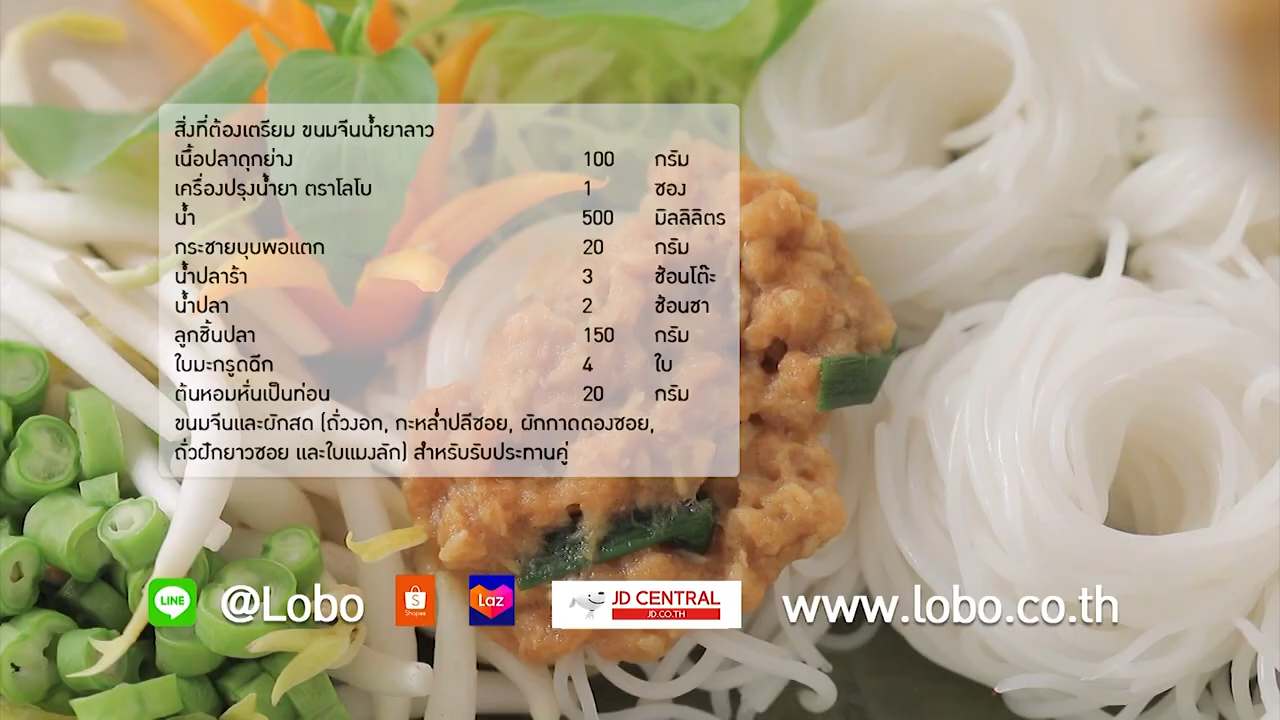 สิ่งที่ต้องเตรียม ขนมจีนน้ำยาลาว
เนื้อปลาดุกย่าง 100 กรัม
เครื่องปรุงน้ำยา ตราโลโบ 1 ซอง
น้ำ 500 มิลลิลิตร
กระชายบุบพอแตก 20 กรัม
น้ำปลาร้า 3 ช้อนโต๊ะ
น้ำปลา 2 ช้อนชา
ลูกชิ้นปลา 150 กรัม
ใบมะกรูดฉีก 4 ใบ
ต้นหอมหั่นเป็นท่อน 20 กรัม
ขนมจีนและผักสด (ถั่วงอก, กะหล่ำปลีซอย, ผักกาดดองซอย,
ถั่วฝักยาวซอย และใบแมงลัก) สำหรับรับประทานคู่
LINE @Lobo Shopee Laz JD CENTRAL www.lobo.co.th
JD.CO.TH